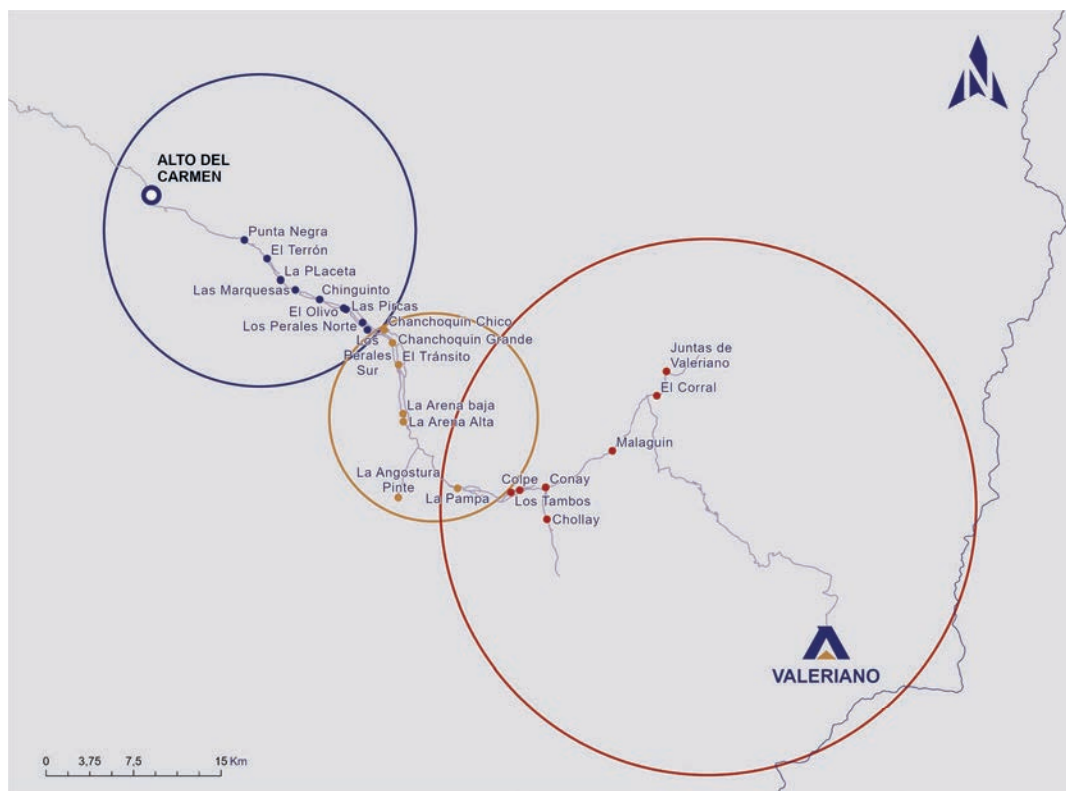 N
ALTO DEL
CARMEN
Punta Negra
El Terrón
La PLaceta
Las Marquesas
Chinguinto
El Olivo
Las Pircas
Los Perales Norte
Chanchoquin Chico
Los
Perales
Sur
Chanchoquin Grande
El Tránsito
Juntas de
Valeriano
El Corral
La Arena baja
La Arena Alta
Malaguin
La Angostura
Pinte
La Pampa
Colpe
Conay
Los Tambos
Chollay
VALERIANO
0 3,75 7,5 15 Km